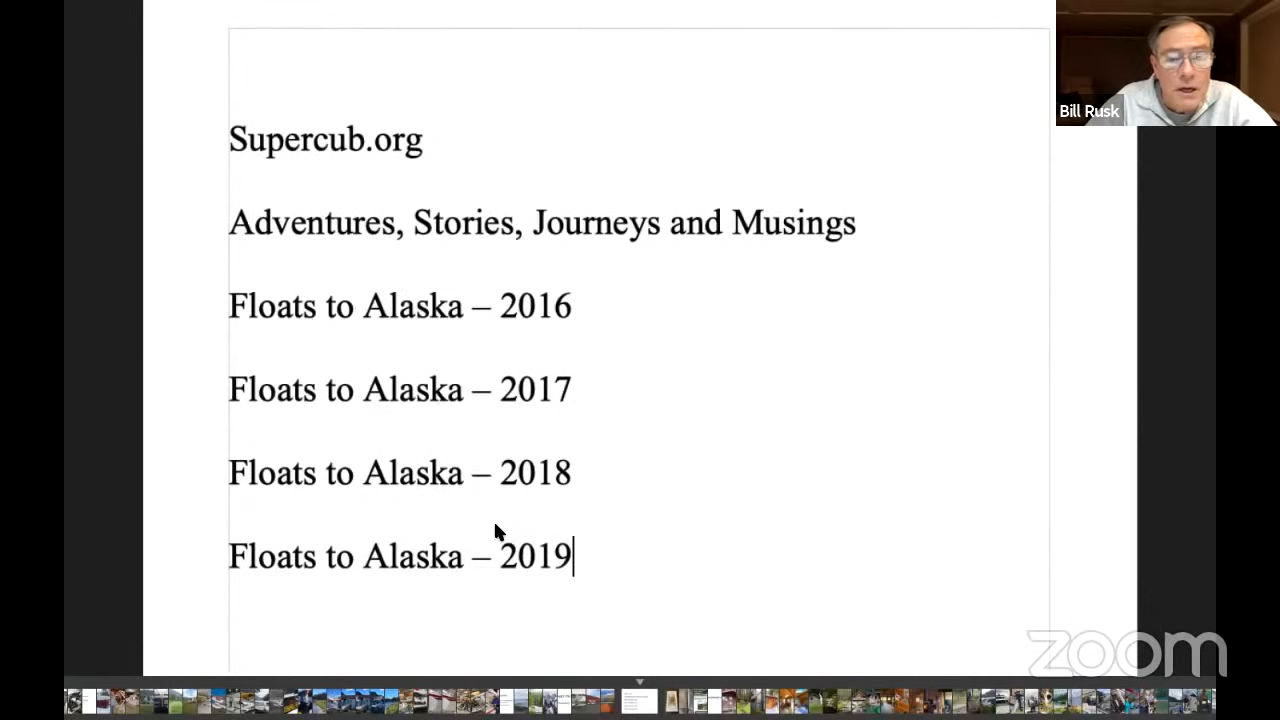 Supercub.org
Adventures, Stories, Journeys and Musings
Floats to Alaska – 2016
Floats to Alaska – 2017
Floats to Alaska – 2018
Floats to Alaska – 2019
Bill Rusk
zoom